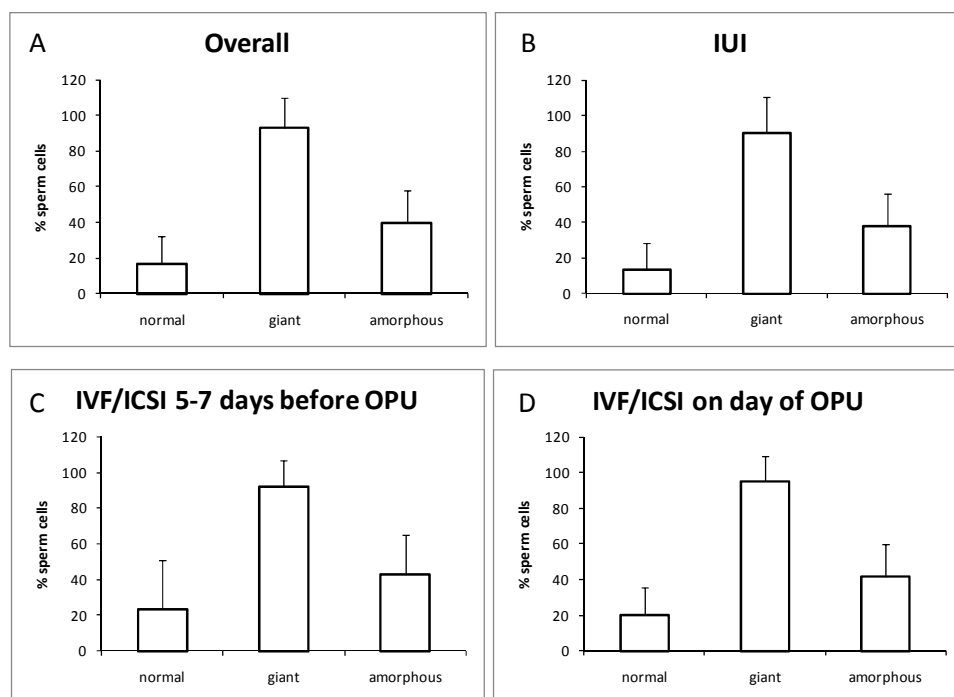 A
Overall
120
100
80
60
40
20
0
% sperm cells
normal giant amorphous
B
IUI
120
100
80
60
40
20
0
% sperm cells
normal giant amorphous
C
IVF/ICSI 5-7 days before OPU
120
100
80
60
40
20
0
% sperm cells
normal giant amorphous
D
IVF/ICSI on day of OPU
120
100
80
60
40
20
0
% sperm cells
normal giant amorphous